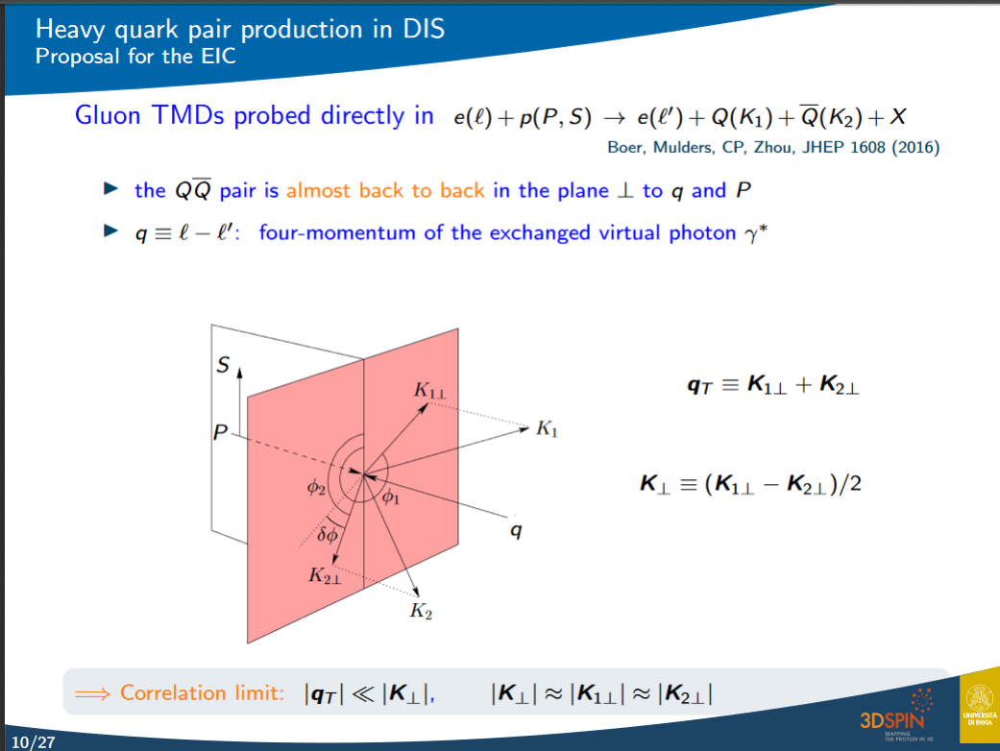 Heavy quark pair production in DIS
Proposal for the EIC
Gluon TMDs probed directly in e(ℓ) + p(P, S) → e(ℓ′) + Q(K₁) + Q̅(K₂) + X
Boer, Mulders, CP, Zhou, JHEP 1608 (2016)
▶ the QQ̅ pair is almost back to back in the plane ⊥ to q and P
▶ q ≡ ℓ − ℓ′: four-momentum of the exchanged virtual photon γ*
S
K₁⊥
q_T ≡ K₁⊥ + K₂⊥
P
K₁
ϕ₂
ϕ₁
K⊥ ≡ (K₁⊥ − K₂⊥)/2
δϕ
q
K₂⊥
K₂
⟹ Correlation limit: |q_T| ≪ |K⊥|, |K⊥| ≈ |K₁⊥| ≈ |K₂⊥|
3DSPIN
MAPPING
THE PROTON IN 3D
UNIVERSITÀ
DI PAVIA
10/27